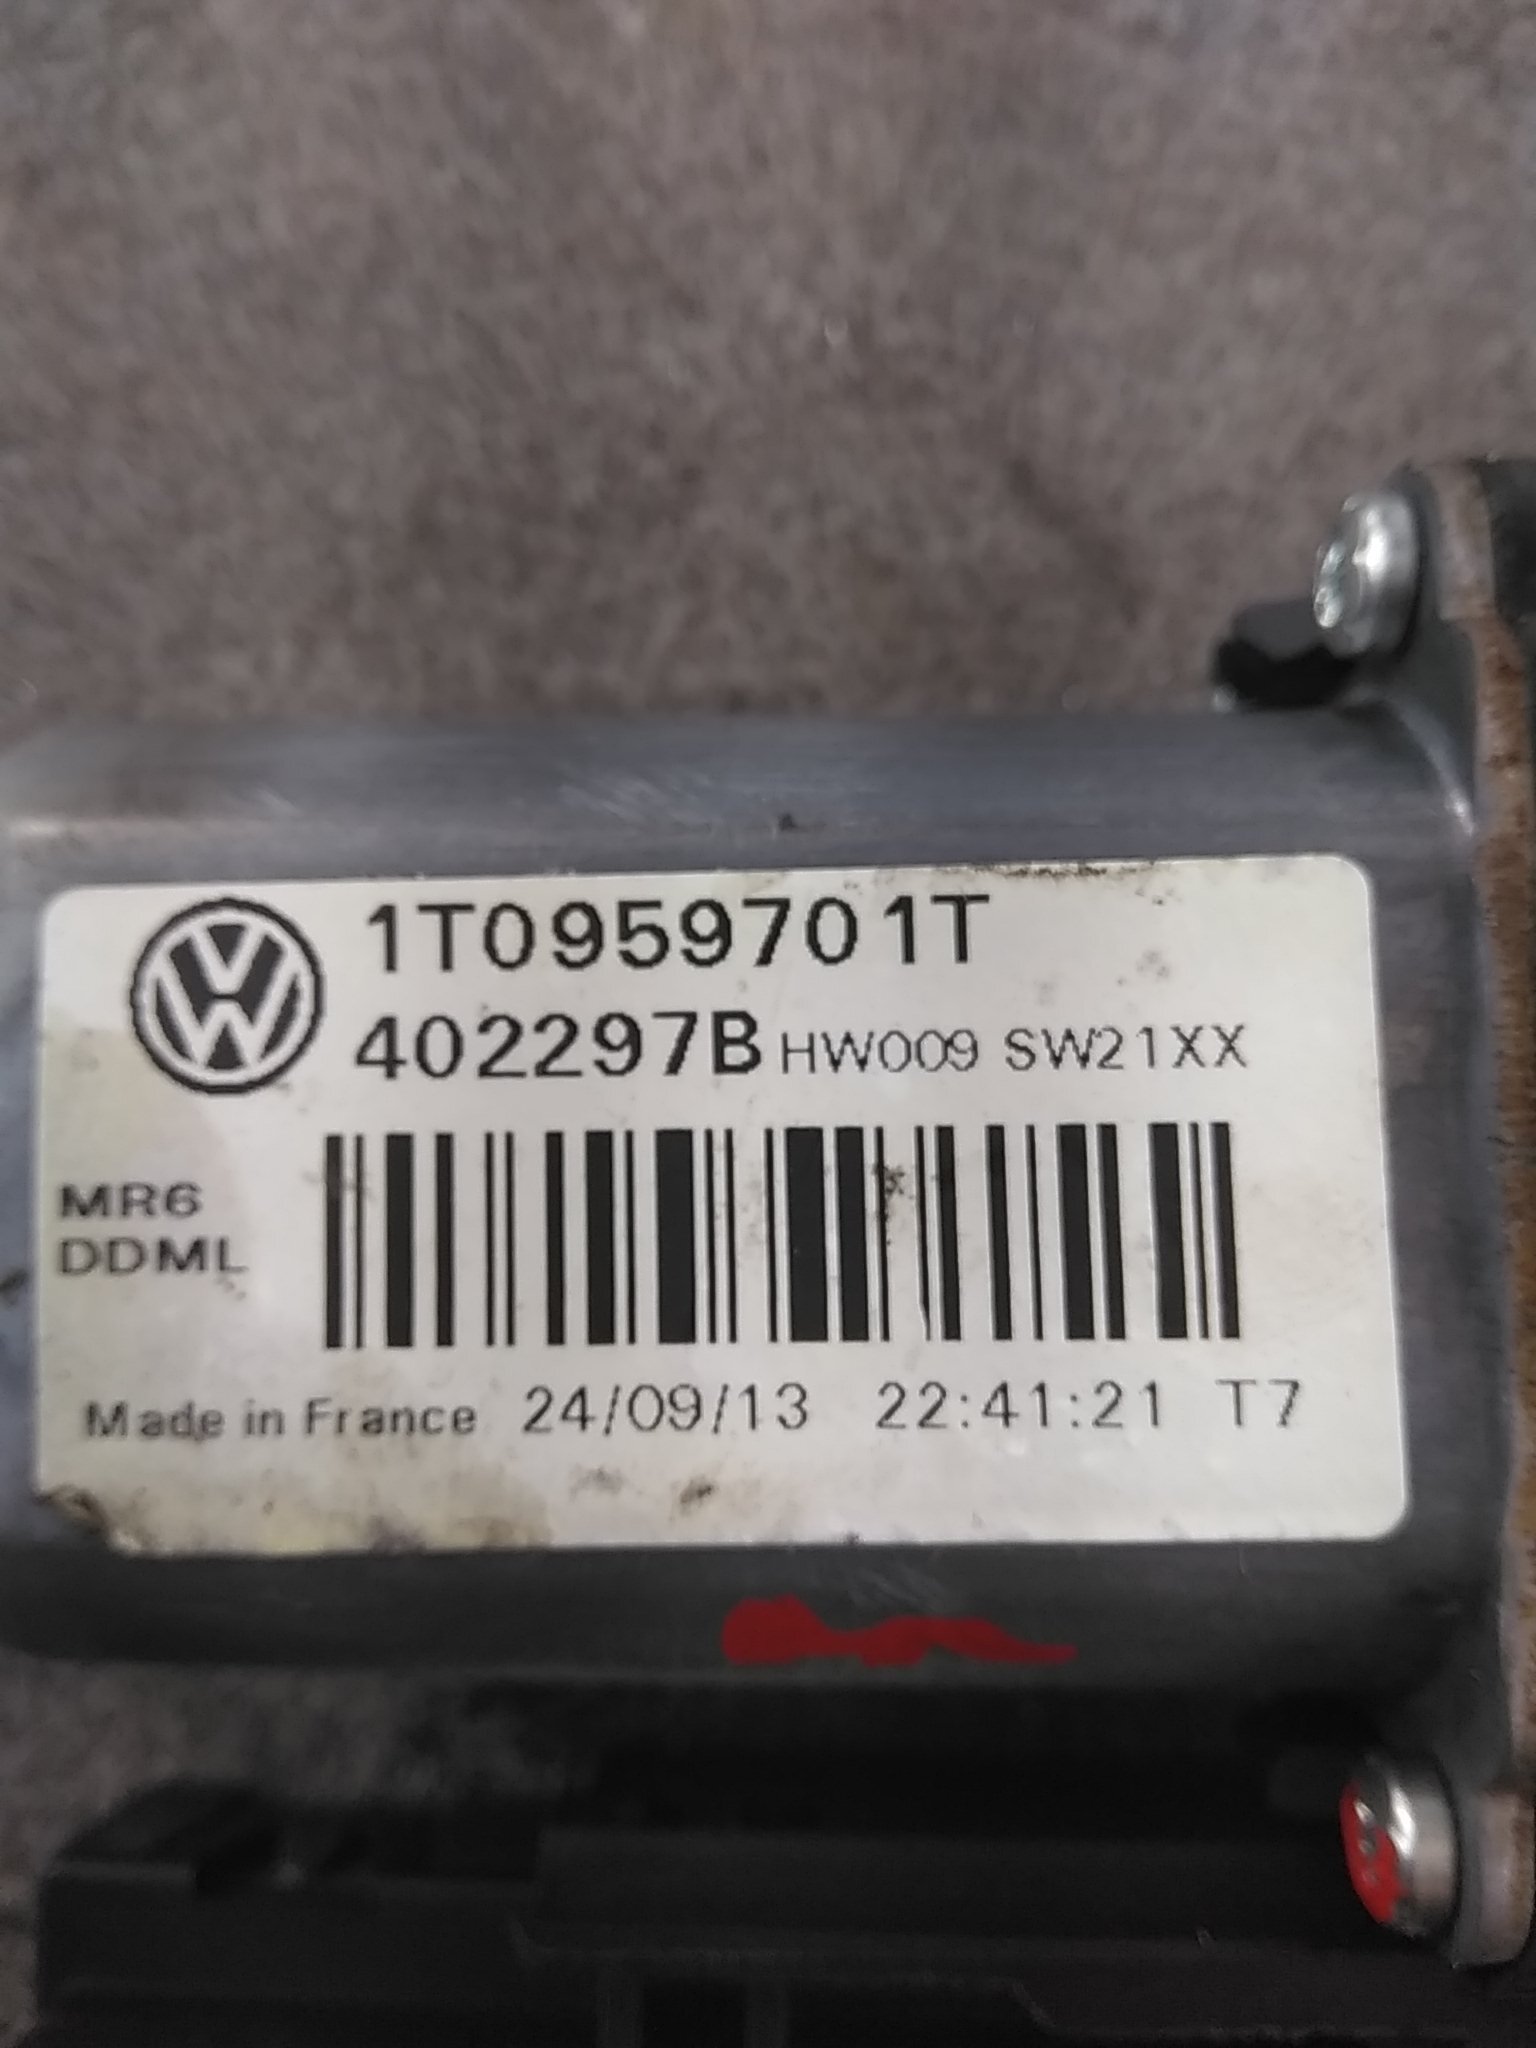 1T0959701T
402297B HW009 SW21XX
MR6
DDML
Made in France 24/09/13 22:41:21 T7